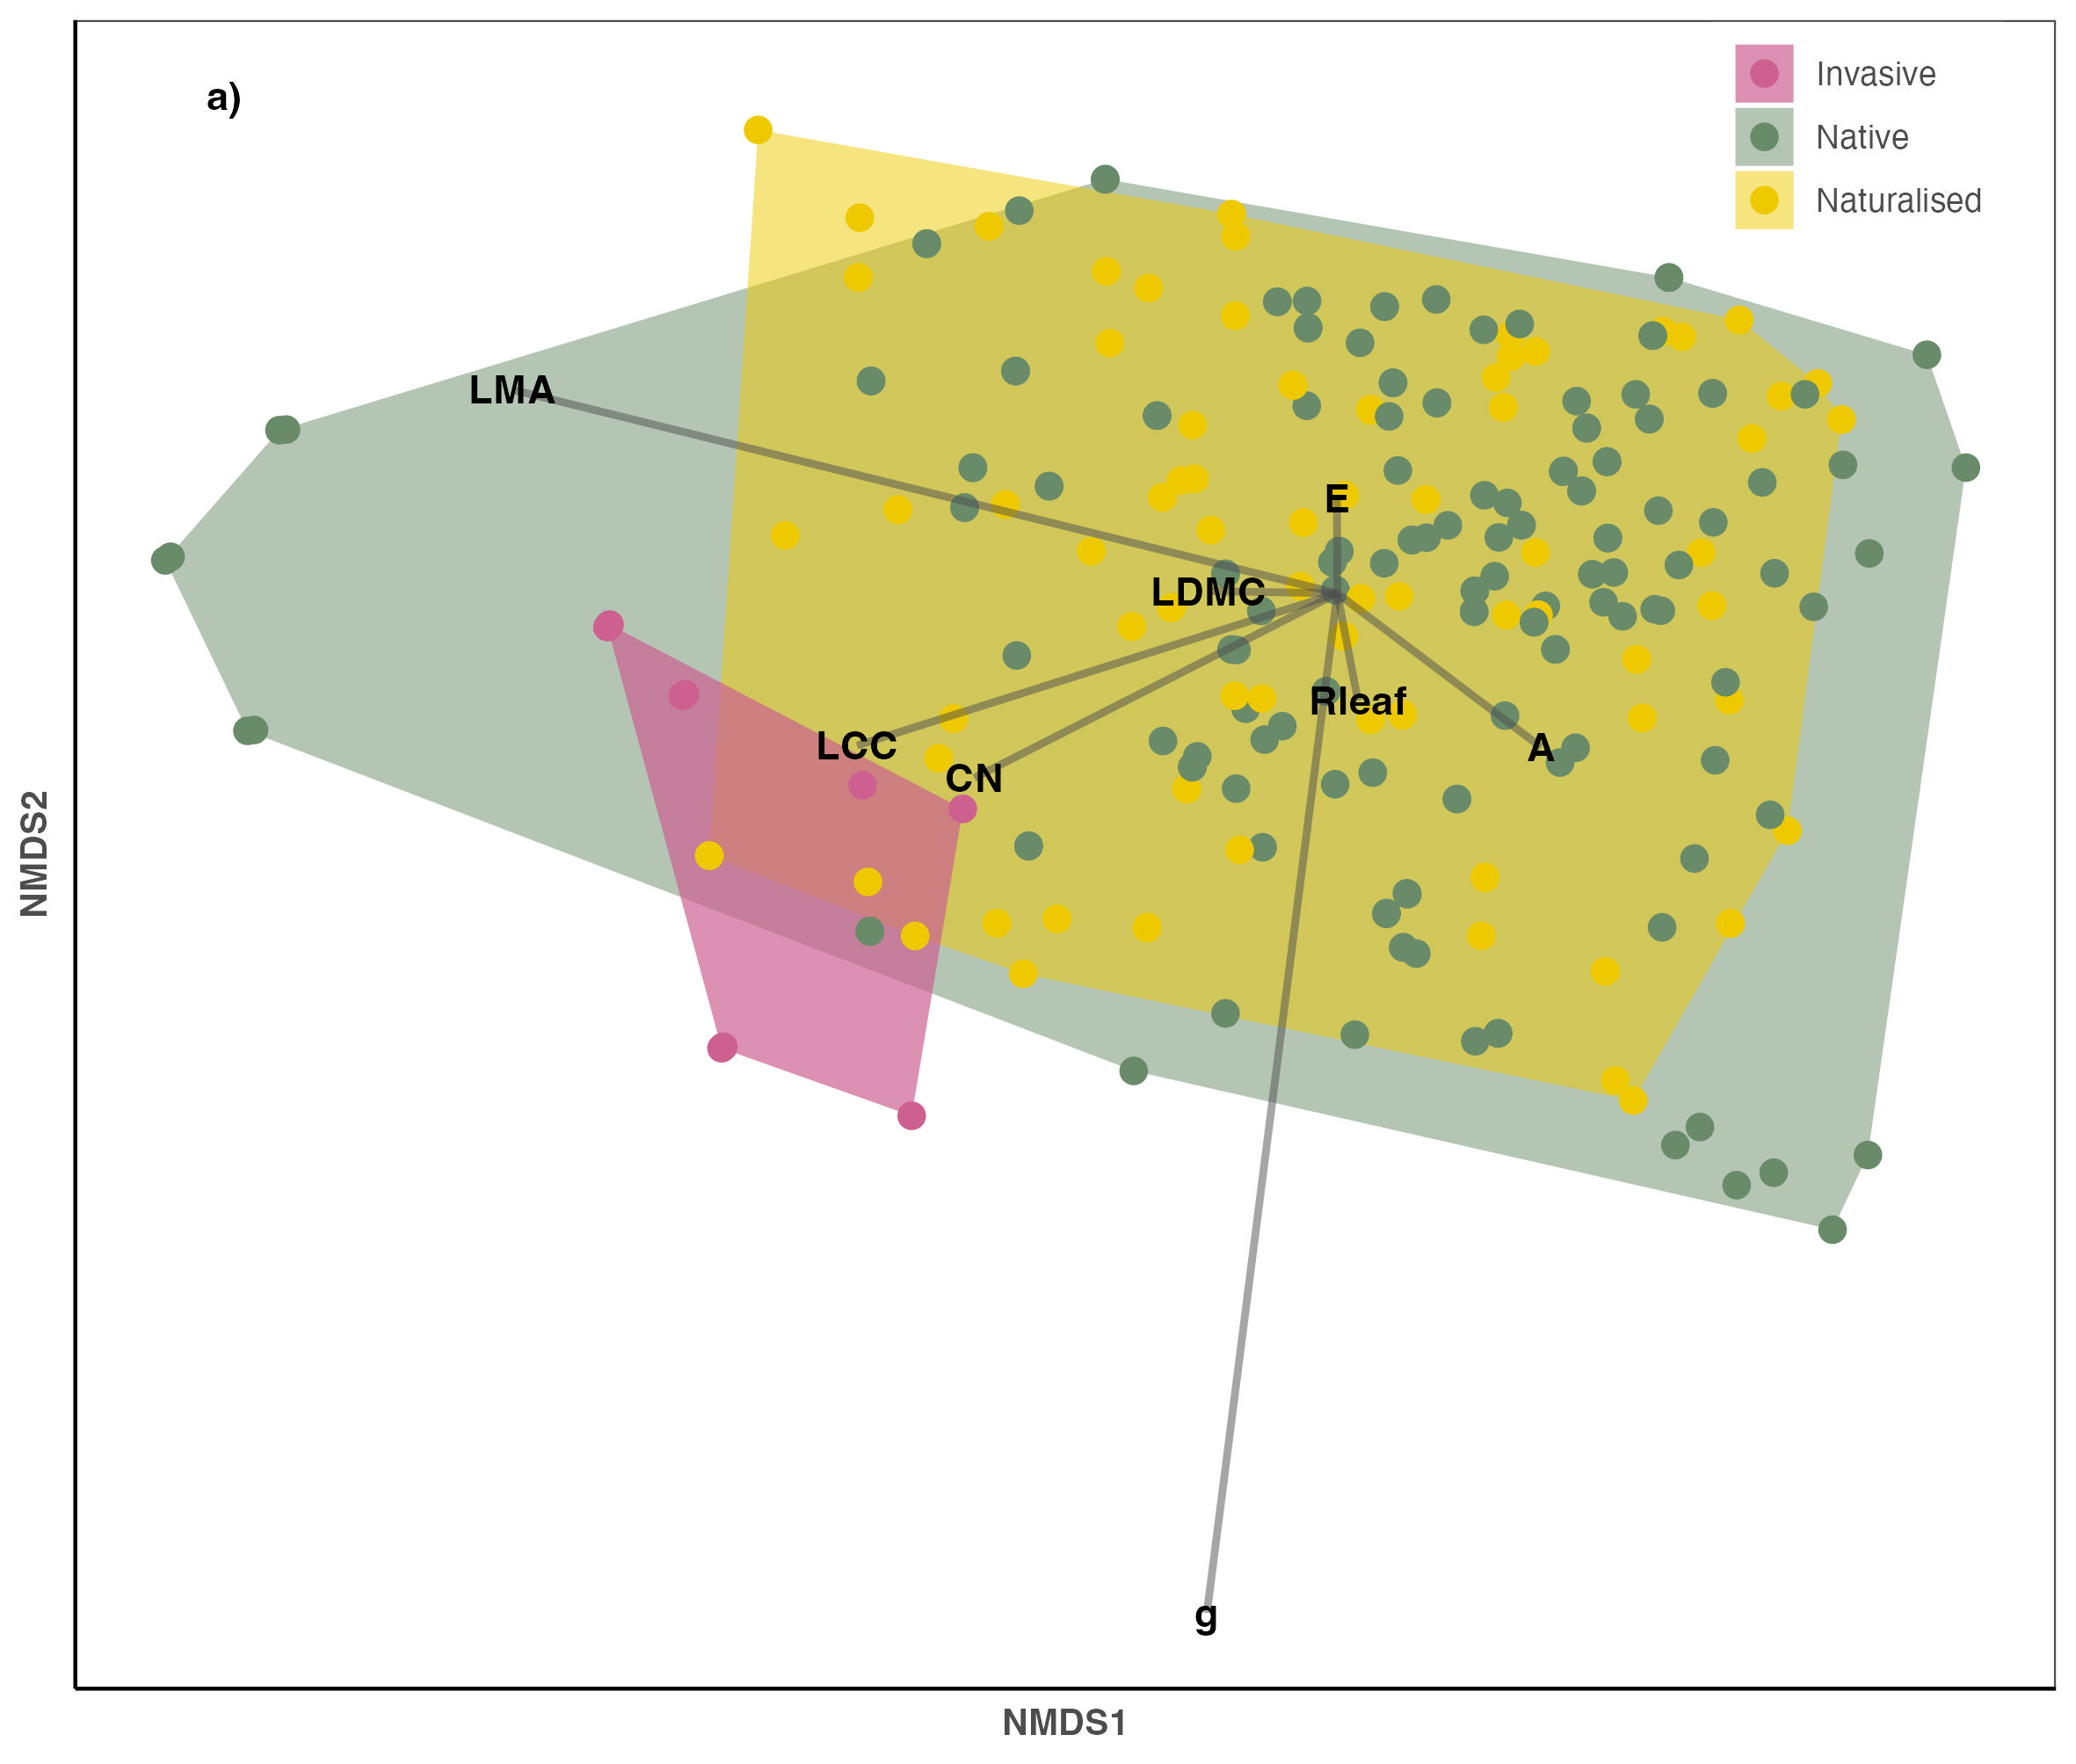 a)
Invasive
Native
Naturalised
LMA
E
LDMC
Rleaf
LCC
A
CN
g
NMDS2
NMDS1